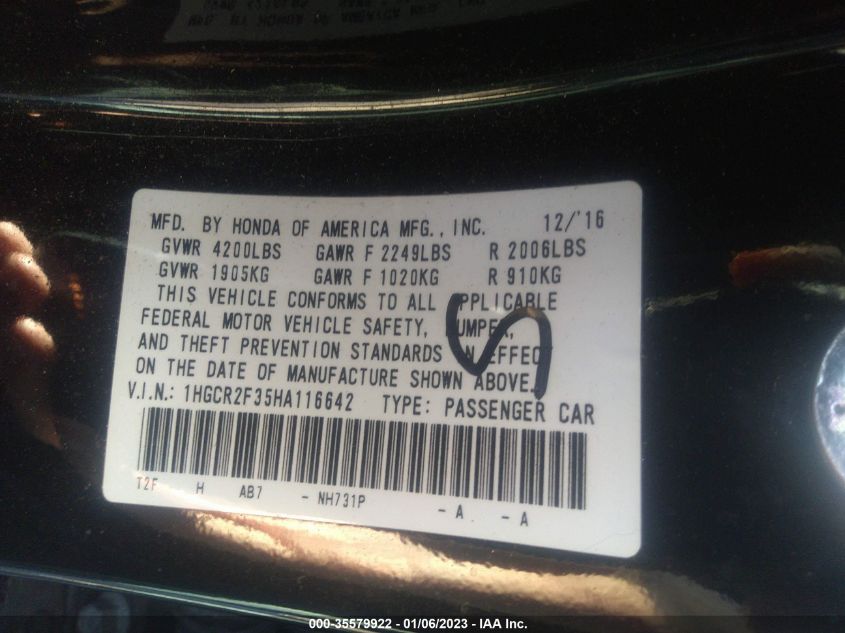 MFD. BY HONDA OF AMERICA MFG., INC. 12/'16
GVWR 4200LBS GAWR F 2249LBS R 2006LBS
GVWR 1905KG GAWR F 1020KG R 910KG
THIS VEHICLE CONFORMS TO ALL APPLICABLE
FEDERAL MOTOR VEHICLE SAFETY, BUMPER,
AND THEFT PREVENTION STANDARDS IN EFFECT
ON THE DATE OF MANUFACTURE SHOWN ABOVE.
V.I.N.: 1HGCR2F35HA116642 TYPE: PASSENGER CAR
T2F H AB7 - NH731P - A - A
000-35579922 - 01/06/2023 - IAA Inc.